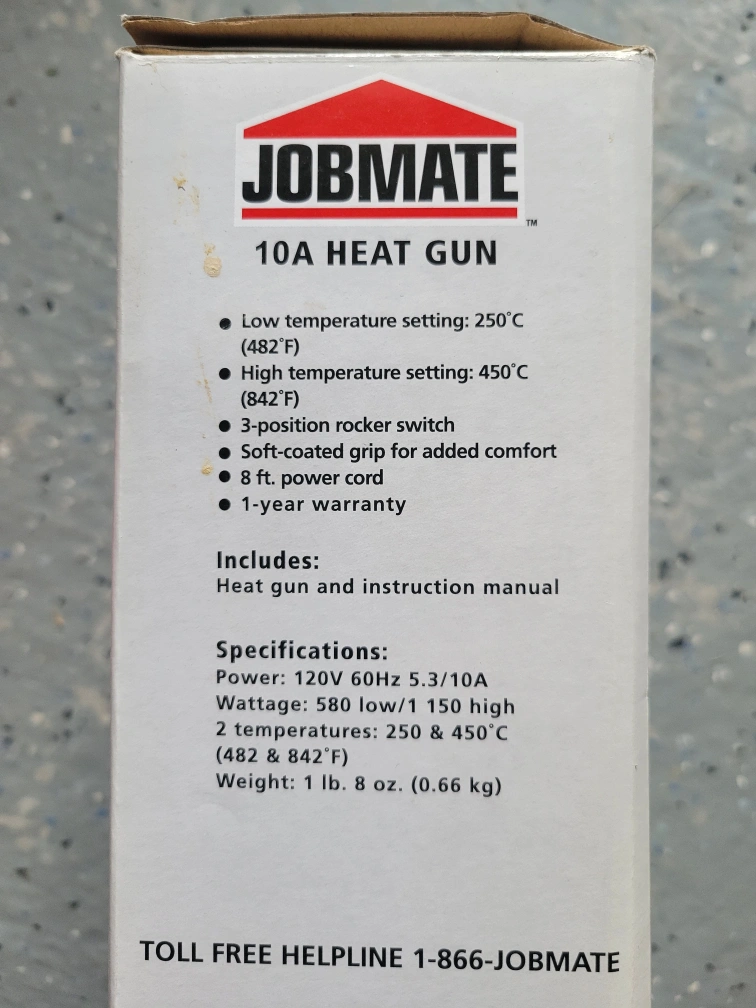 JOBMATE
™
10A HEAT GUN
● Low temperature setting: 250°C
(482°F)
● High temperature setting: 450°C
(842°F)
● 3-position rocker switch
● Soft-coated grip for added comfort
● 8 ft. power cord
● 1-year warranty
Includes:
Heat gun and instruction manual
Specifications:
Power: 120V 60Hz 5.3/10A
Wattage: 580 low/1 150 high
2 temperatures: 250 & 450°C
(482 & 842°F)
Weight: 1 lb. 8 oz. (0.66 kg)
TOLL FREE HELPLINE 1-866-JOBMATE